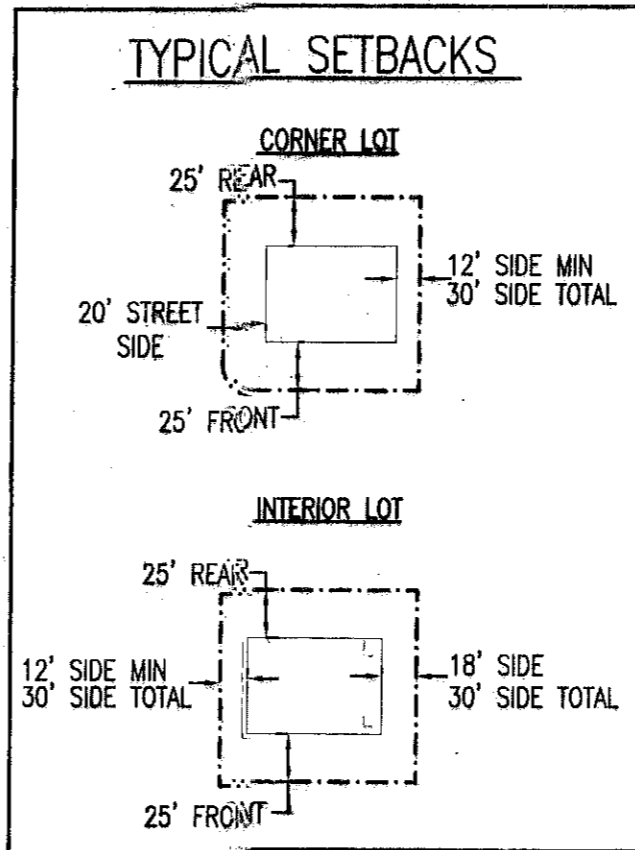 TYPICAL SETBACKS
CORNER LOT
25' REAR
12' SIDE MIN
30' SIDE TOTAL
20' STREET
SIDE
25' FRONT
INTERIOR LOT
25' REAR
12' SIDE MIN
30' SIDE TOTAL
18' SIDE
30' SIDE TOTAL
25' FRONT